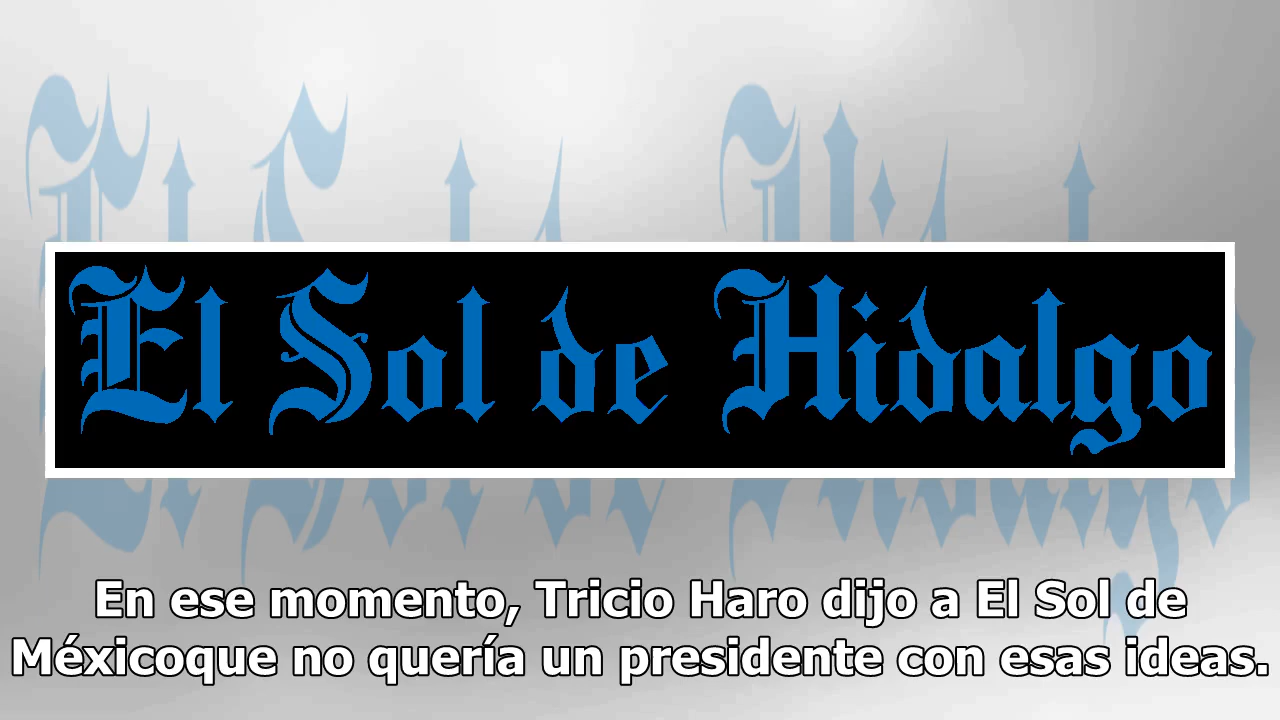 El Sol de Hidalgo
En ese momento, Tricio Haro dijo a El Sol de
Méxicoque no quería un presidente con esas ideas.